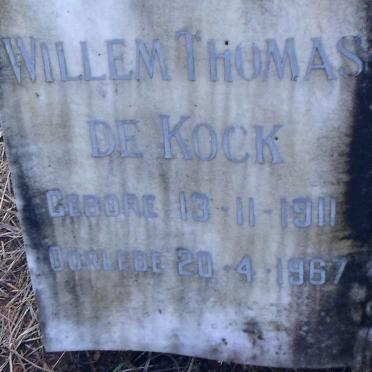 WILLEM THOMAS
DE KOCK
GEBORE 13-11-1911
OORLEDE 20-4-1967